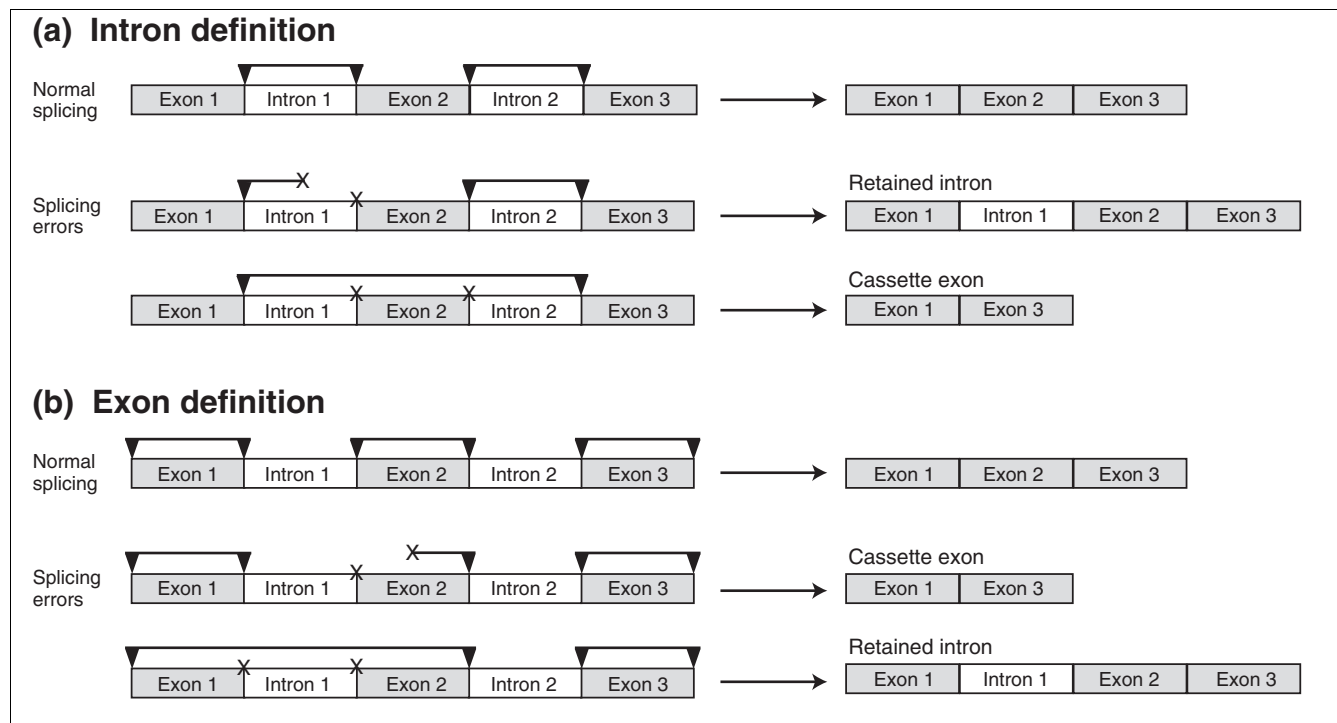 (a) Intron definition
Normal splicing
Exon 1 Intron 1 Exon 2 Intron 2 Exon 3
Exon 1 Exon 2 Exon 3
Splicing errors
X
X
Exon 1 Intron 1 Exon 2 Intron 2 Exon 3
Retained intron
Exon 1 Intron 1 Exon 2 Exon 3
X X
Exon 1 Intron 1 Exon 2 Intron 2 Exon 3
Cassette exon
Exon 1 Exon 3
(b) Exon definition
Normal splicing
Exon 1 Intron 1 Exon 2 Intron 2 Exon 3
Exon 1 Exon 2 Exon 3
Splicing errors
X
X
Exon 1 Intron 1 Exon 2 Intron 2 Exon 3
Cassette exon
Exon 1 Exon 3
X X
Exon 1 Intron 1 Exon 2 Intron 2 Exon 3
Retained intron
Exon 1 Intron 1 Exon 2 Exon 3